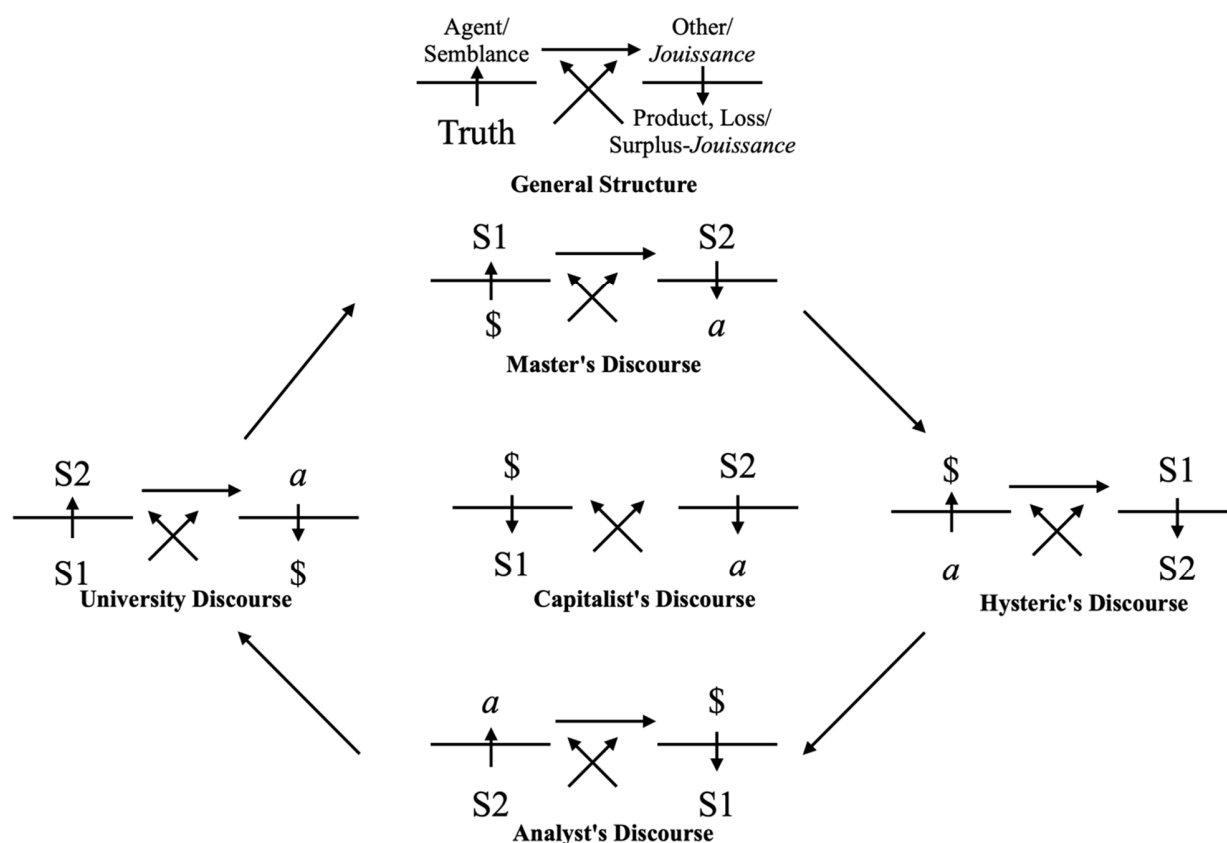 Agent/
Semblance
Other/
Jouissance
Truth
Product, Loss/
Surplus-Jouissance
General Structure
S1
S2
$
a
Master's Discourse
S2
a
S1
$
University Discourse
$
S2
S1
a
Capitalist's Discourse
$
S1
a
S2
Hysteric's Discourse
a
$
S2
S1
Analyst's Discourse